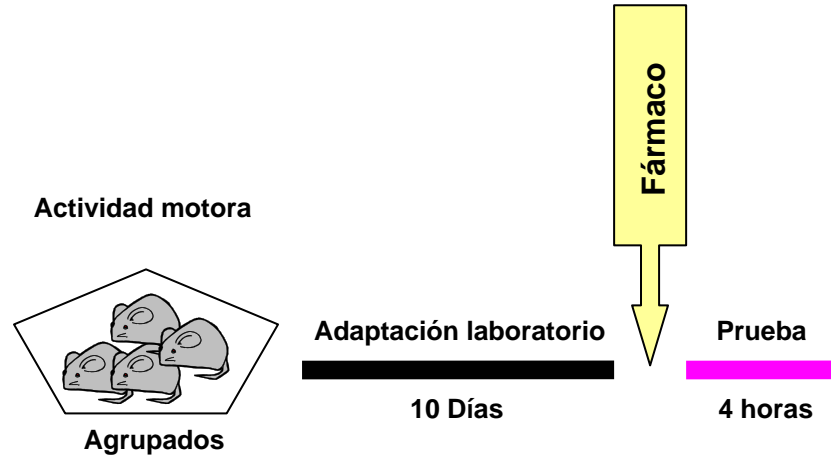 Fármaco
Actividad motora
Adaptación laboratorio
Prueba
10 Días
4 horas
Agrupados